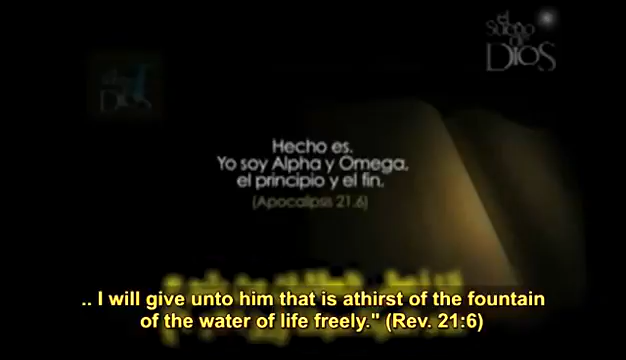 el
Sueño
de
DiOS
Hecho es.
Yo soy Alpha y Omega,
el principio y el fin.
(Apocalipsis 21.6)
.. I will give unto him that is athirst of the fountain
of the water of life freely." (Rev. 21:6)